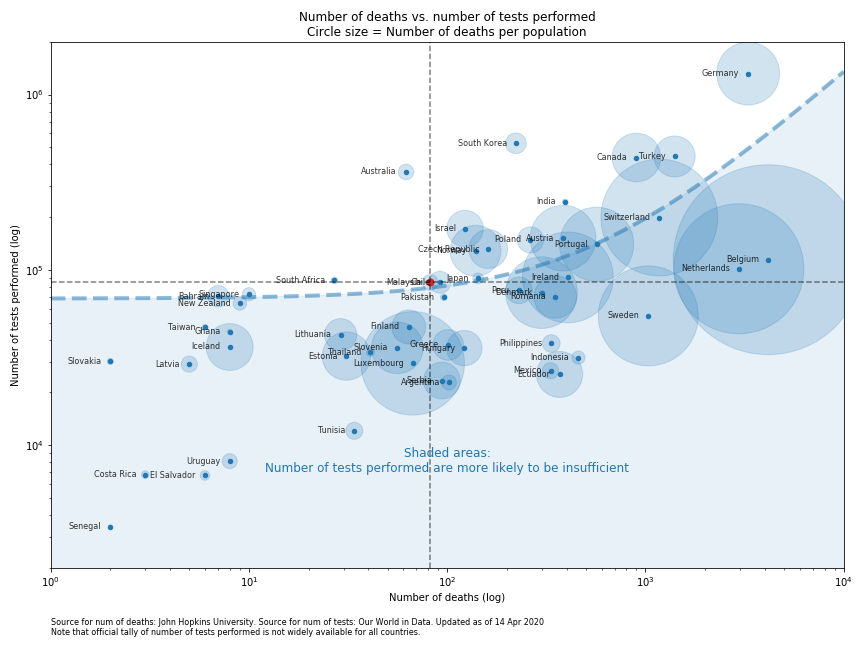 Number of deaths vs. number of tests performed
Circle size = Number of deaths per population
Number of tests performed (log)
10⁶
10⁵
10⁴
Germany
South Korea
Canada
Turkey
Australia
India
Switzerland
Israel
Poland
Austria
Portugal
Czech Republic
Norway
Belgium
Netherlands
South Africa
Malaysia
Chile
Japan
Ireland
Peru
Denmark
Romania
Pakistan
Bahrain
Singapore
New Zealand
Sweden
Taiwan
Ghana
Iceland
Lithuania
Finland
Estonia
Thailand
Slovenia
Greece
Hungary
Luxembourg
Philippines
Indonesia
Mexico
Ecuador
Serbia
Argentina
Slovakia
Latvia
Tunisia
Uruguay
Costa Rica
El Salvador
Senegal
Shaded areas:
Number of tests performed are more likely to be insufficient
10⁰
10¹
10²
10³
10⁴
Number of deaths (log)
Source for num of deaths: John Hopkins University. Source for num of tests: Our World in Data. Updated as of 14 Apr 2020
Note that official tally of number of tests performed is not widely available for all countries.